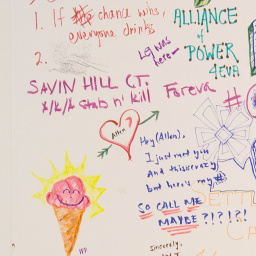 1. If # chance wins,
everyone drinks
2.
ALLIANCE
of
POWER
4EVA
LG was
here
SAVIN HILL CT.
x/x/x Stab n' Kill Foreva
#
Allen ?
Hey (Allen),
I just met you
And this is crazy
but here's my #
SO CALL ME
MAYBE?!?!?!
SETTL
CA
Sincerely,